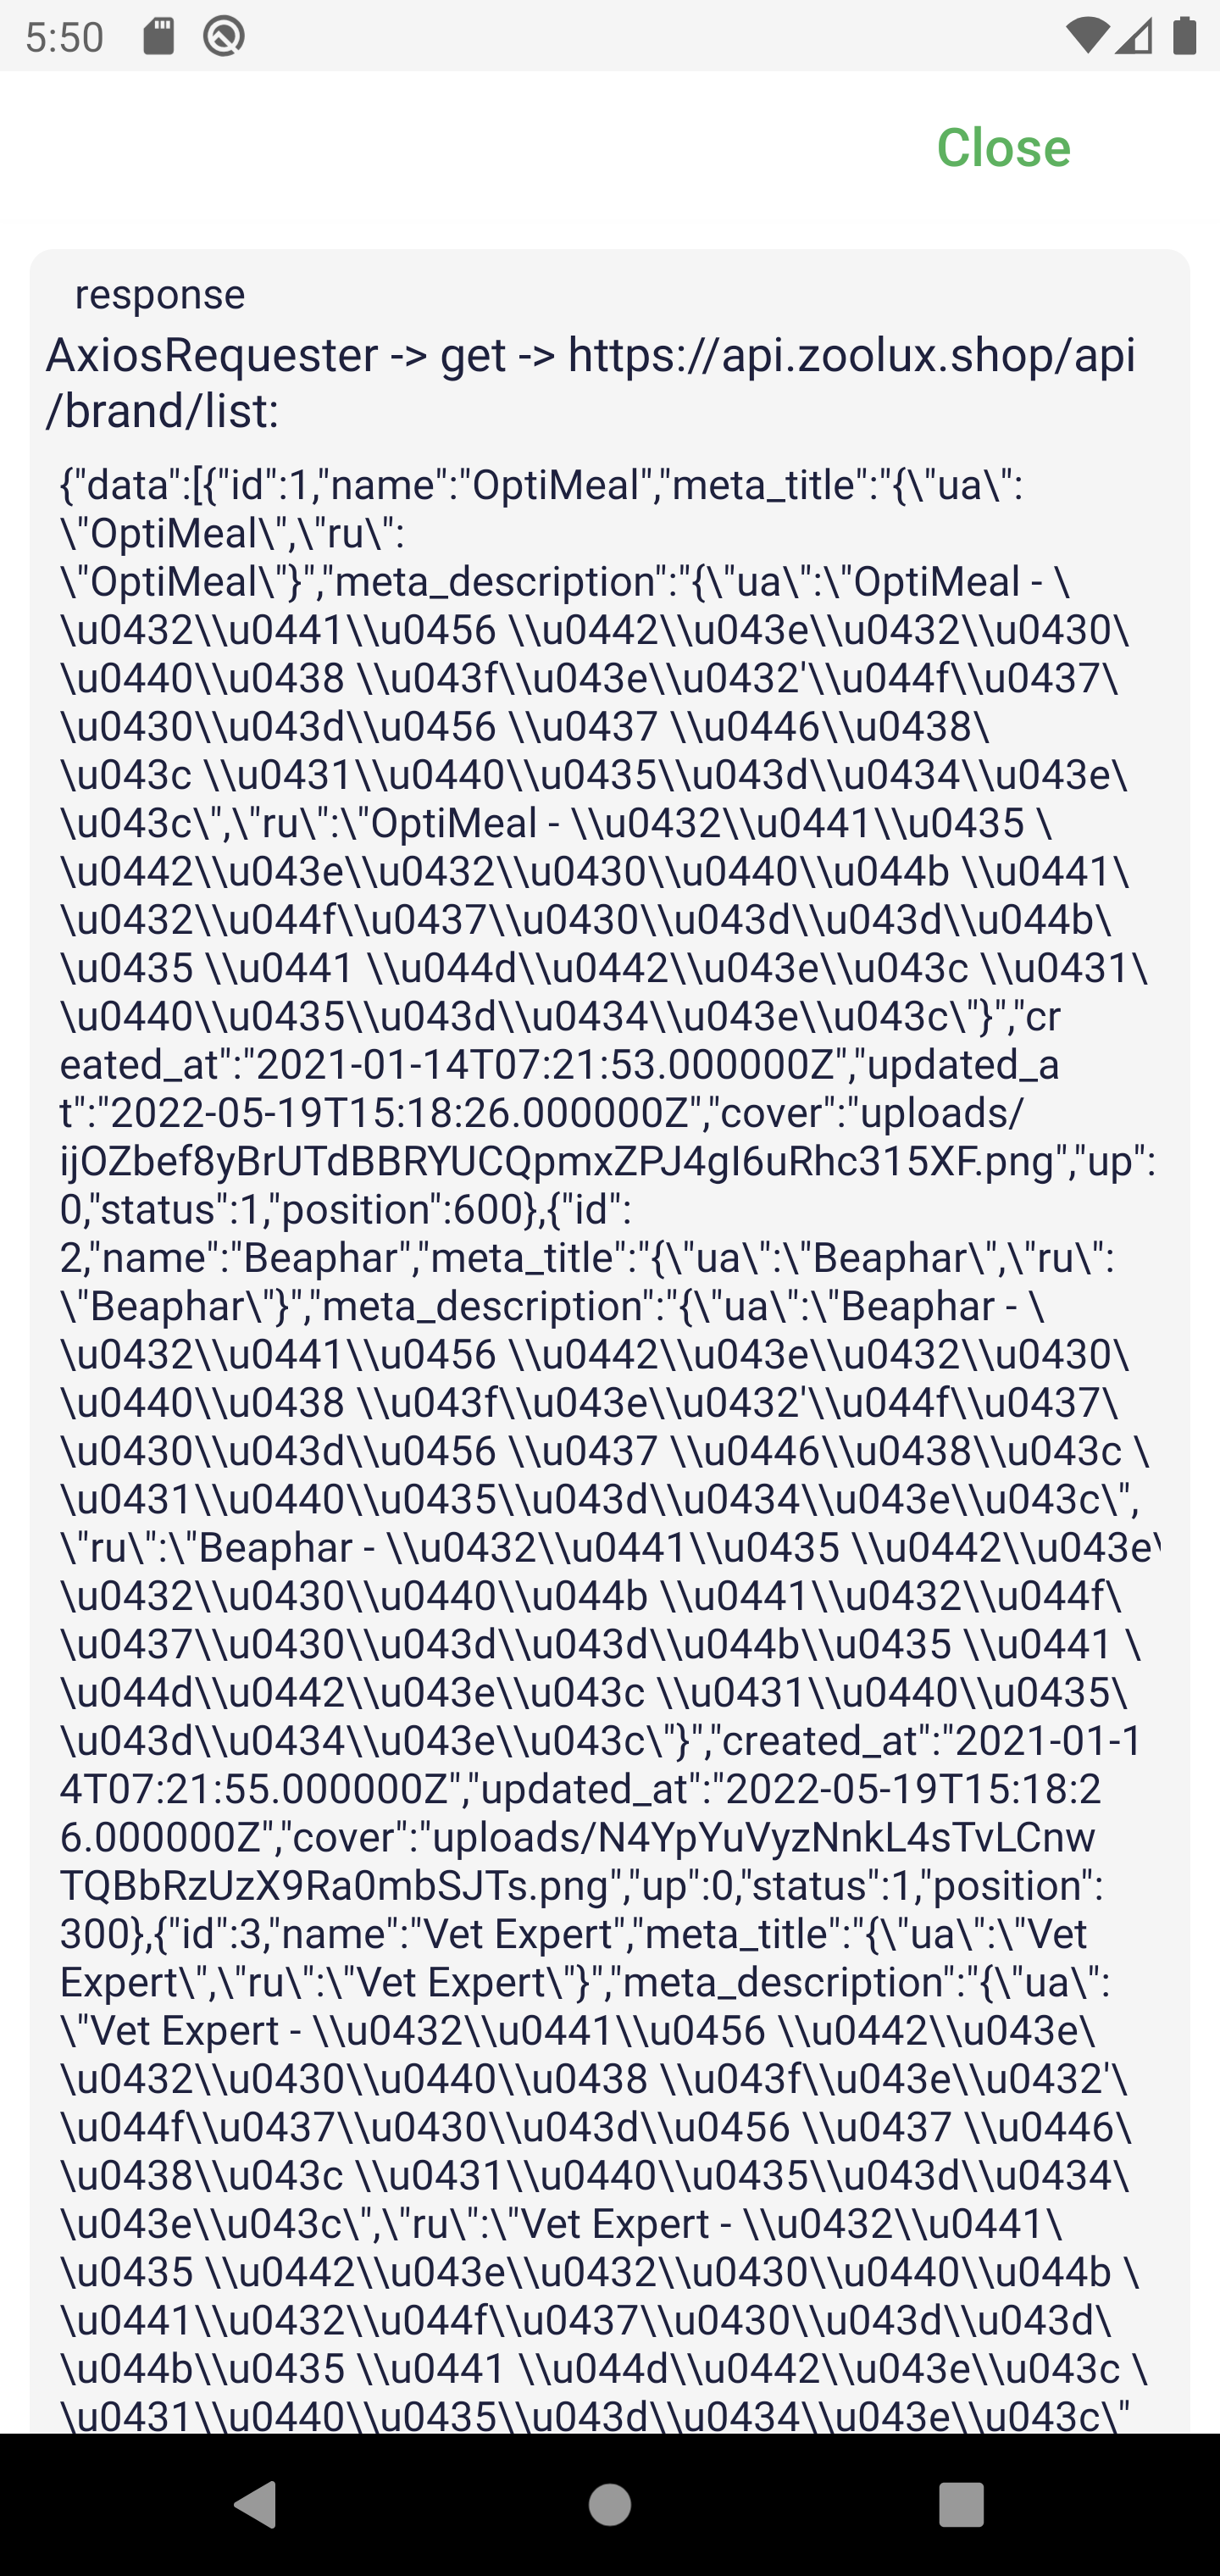 5:50
Close
response
AxiosRequester -> get -> https://api.zoolux.shop/api
/brand/list:
{"data":[{"id":1,"name":"OptiMeal","meta_title":"{\"ua\":
\"OptiMeal\",\"ru\":
\"OptiMeal\"}","meta_description":"{\"ua\":\"OptiMeal - \
\u0432\\u0441\\u0456 \\u0442\\u043e\\u0432\\u0430\
\u0440\\u0438 \\u043f\\u043e\\u0432'\\u044f\\u0437\
\u0430\\u043d\\u0456 \\u0437 \\u0446\\u0438\
\u043c \\u0431\\u0440\\u0435\\u043d\\u0434\\u043e\
\u043c\",\"ru\":\"OptiMeal - \\u0432\\u0441\\u0435 \
\u0442\\u043e\\u0432\\u0430\\u0440\\u044b \\u0441\
\u0432\\u044f\\u0437\\u0430\\u043d\\u043d\\u044b\
\u0435 \\u0441 \\u044d\\u0442\\u043e\\u043c \\u0431\
\u0440\\u0435\\u043d\\u0434\\u043e\\u043c\"}","cr
eated_at":"2021-01-14T07:21:53.000000Z","updated_a
t":"2022-05-19T15:18:26.000000Z","cover":"uploads/
ijOZbef8yBrUTdBBRYUCQpmxZPJ4gI6uRhc315XF.png","up":
0,"status":1,"position":600},{"id":
2,"name":"Beaphar","meta_title":"{\"ua\":\"Beaphar\",\"ru\":
\"Beaphar\"}","meta_description":"{\"ua\":\"Beaphar - \
\u0432\\u0441\\u0456 \\u0442\\u043e\\u0432\\u0430\
\u0440\\u0438 \\u043f\\u043e\\u0432'\\u044f\\u0437\
\u0430\\u043d\\u0456 \\u0437 \\u0446\\u0438\\u043c \
\u0431\\u0440\\u0435\\u043d\\u0434\\u043e\\u043c\",
\"ru\":\"Beaphar - \\u0432\\u0441\\u0435 \\u0442\\u043e\
\u0432\\u0430\\u0440\\u044b \\u0441\\u0432\\u044f\
\u0437\\u0430\\u043d\\u043d\\u044b\\u0435 \\u0441 \
\u044d\\u0442\\u043e\\u043c \\u0431\\u0440\\u0435\
\u043d\\u0434\\u043e\\u043c\"}","created_at":"2021-01-1
4T07:21:55.000000Z","updated_at":"2022-05-19T15:18:2
6.000000Z","cover":"uploads/N4YpYuVyzNnkL4sTvLCnw
TQBbRzUzX9Ra0mbSJTs.png","up":0,"status":1,"position":
300},{"id":3,"name":"Vet Expert","meta_title":"{\"ua\":\"Vet
Expert\",\"ru\":\"Vet Expert\"}","meta_description":"{\"ua\":
\"Vet Expert - \\u0432\\u0441\\u0456 \\u0442\\u043e\
\u0432\\u0430\\u0440\\u0438 \\u043f\\u043e\\u0432'\
\u044f\\u0437\\u0430\\u043d\\u0456 \\u0437 \\u0446\
\u0438\\u043c \\u0431\\u0440\\u0435\\u043d\\u0434\
\u043e\\u043c\",\"ru\":\"Vet Expert - \\u0432\\u0441\
\u0435 \\u0442\\u043e\\u0432\\u0430\\u0440\\u044b \
\u0441\\u0432\\u044f\\u0437\\u0430\\u043d\\u043d\
\u044b\\u0435 \\u0441 \\u044d\\u0442\\u043e\\u043c \
\u0431\\u0440\\u0435\\u043d\\u0434\\u043e\\u043c\"